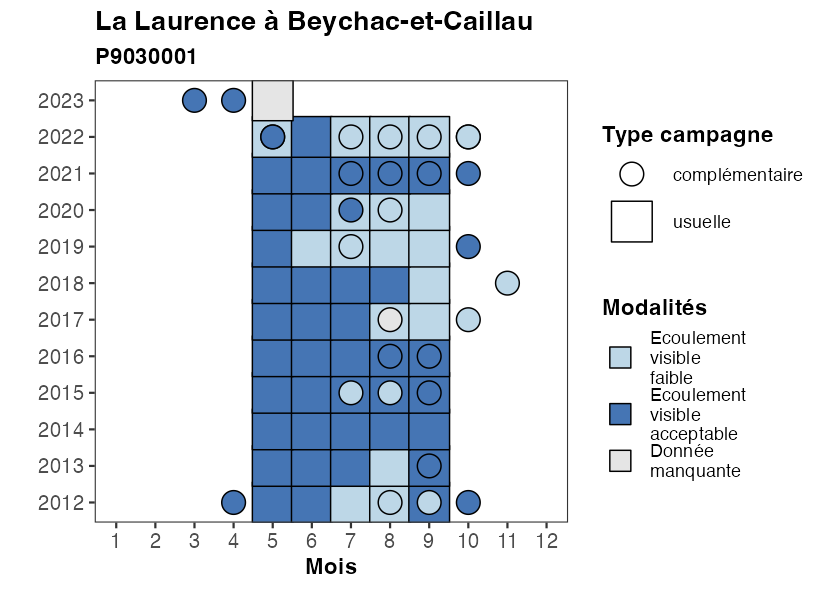 La Laurence à Beychac-et-Caillau
P9030001
2023
2022
2021
2020
2019
2018
2017
2016
2015
2014
2013
2012
1 2 3 4 5 6 7 8 9 10 11 12
Mois
Type campagne
complémentaire
usuelle
Modalités
Ecoulement
visible
faible
Ecoulement
visible
acceptable
Donnée
manquante